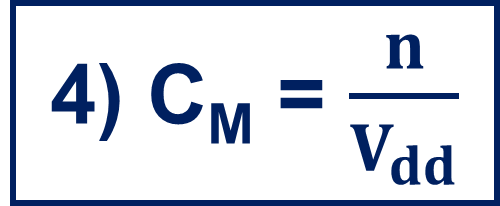 4) C_M = n/V_dd